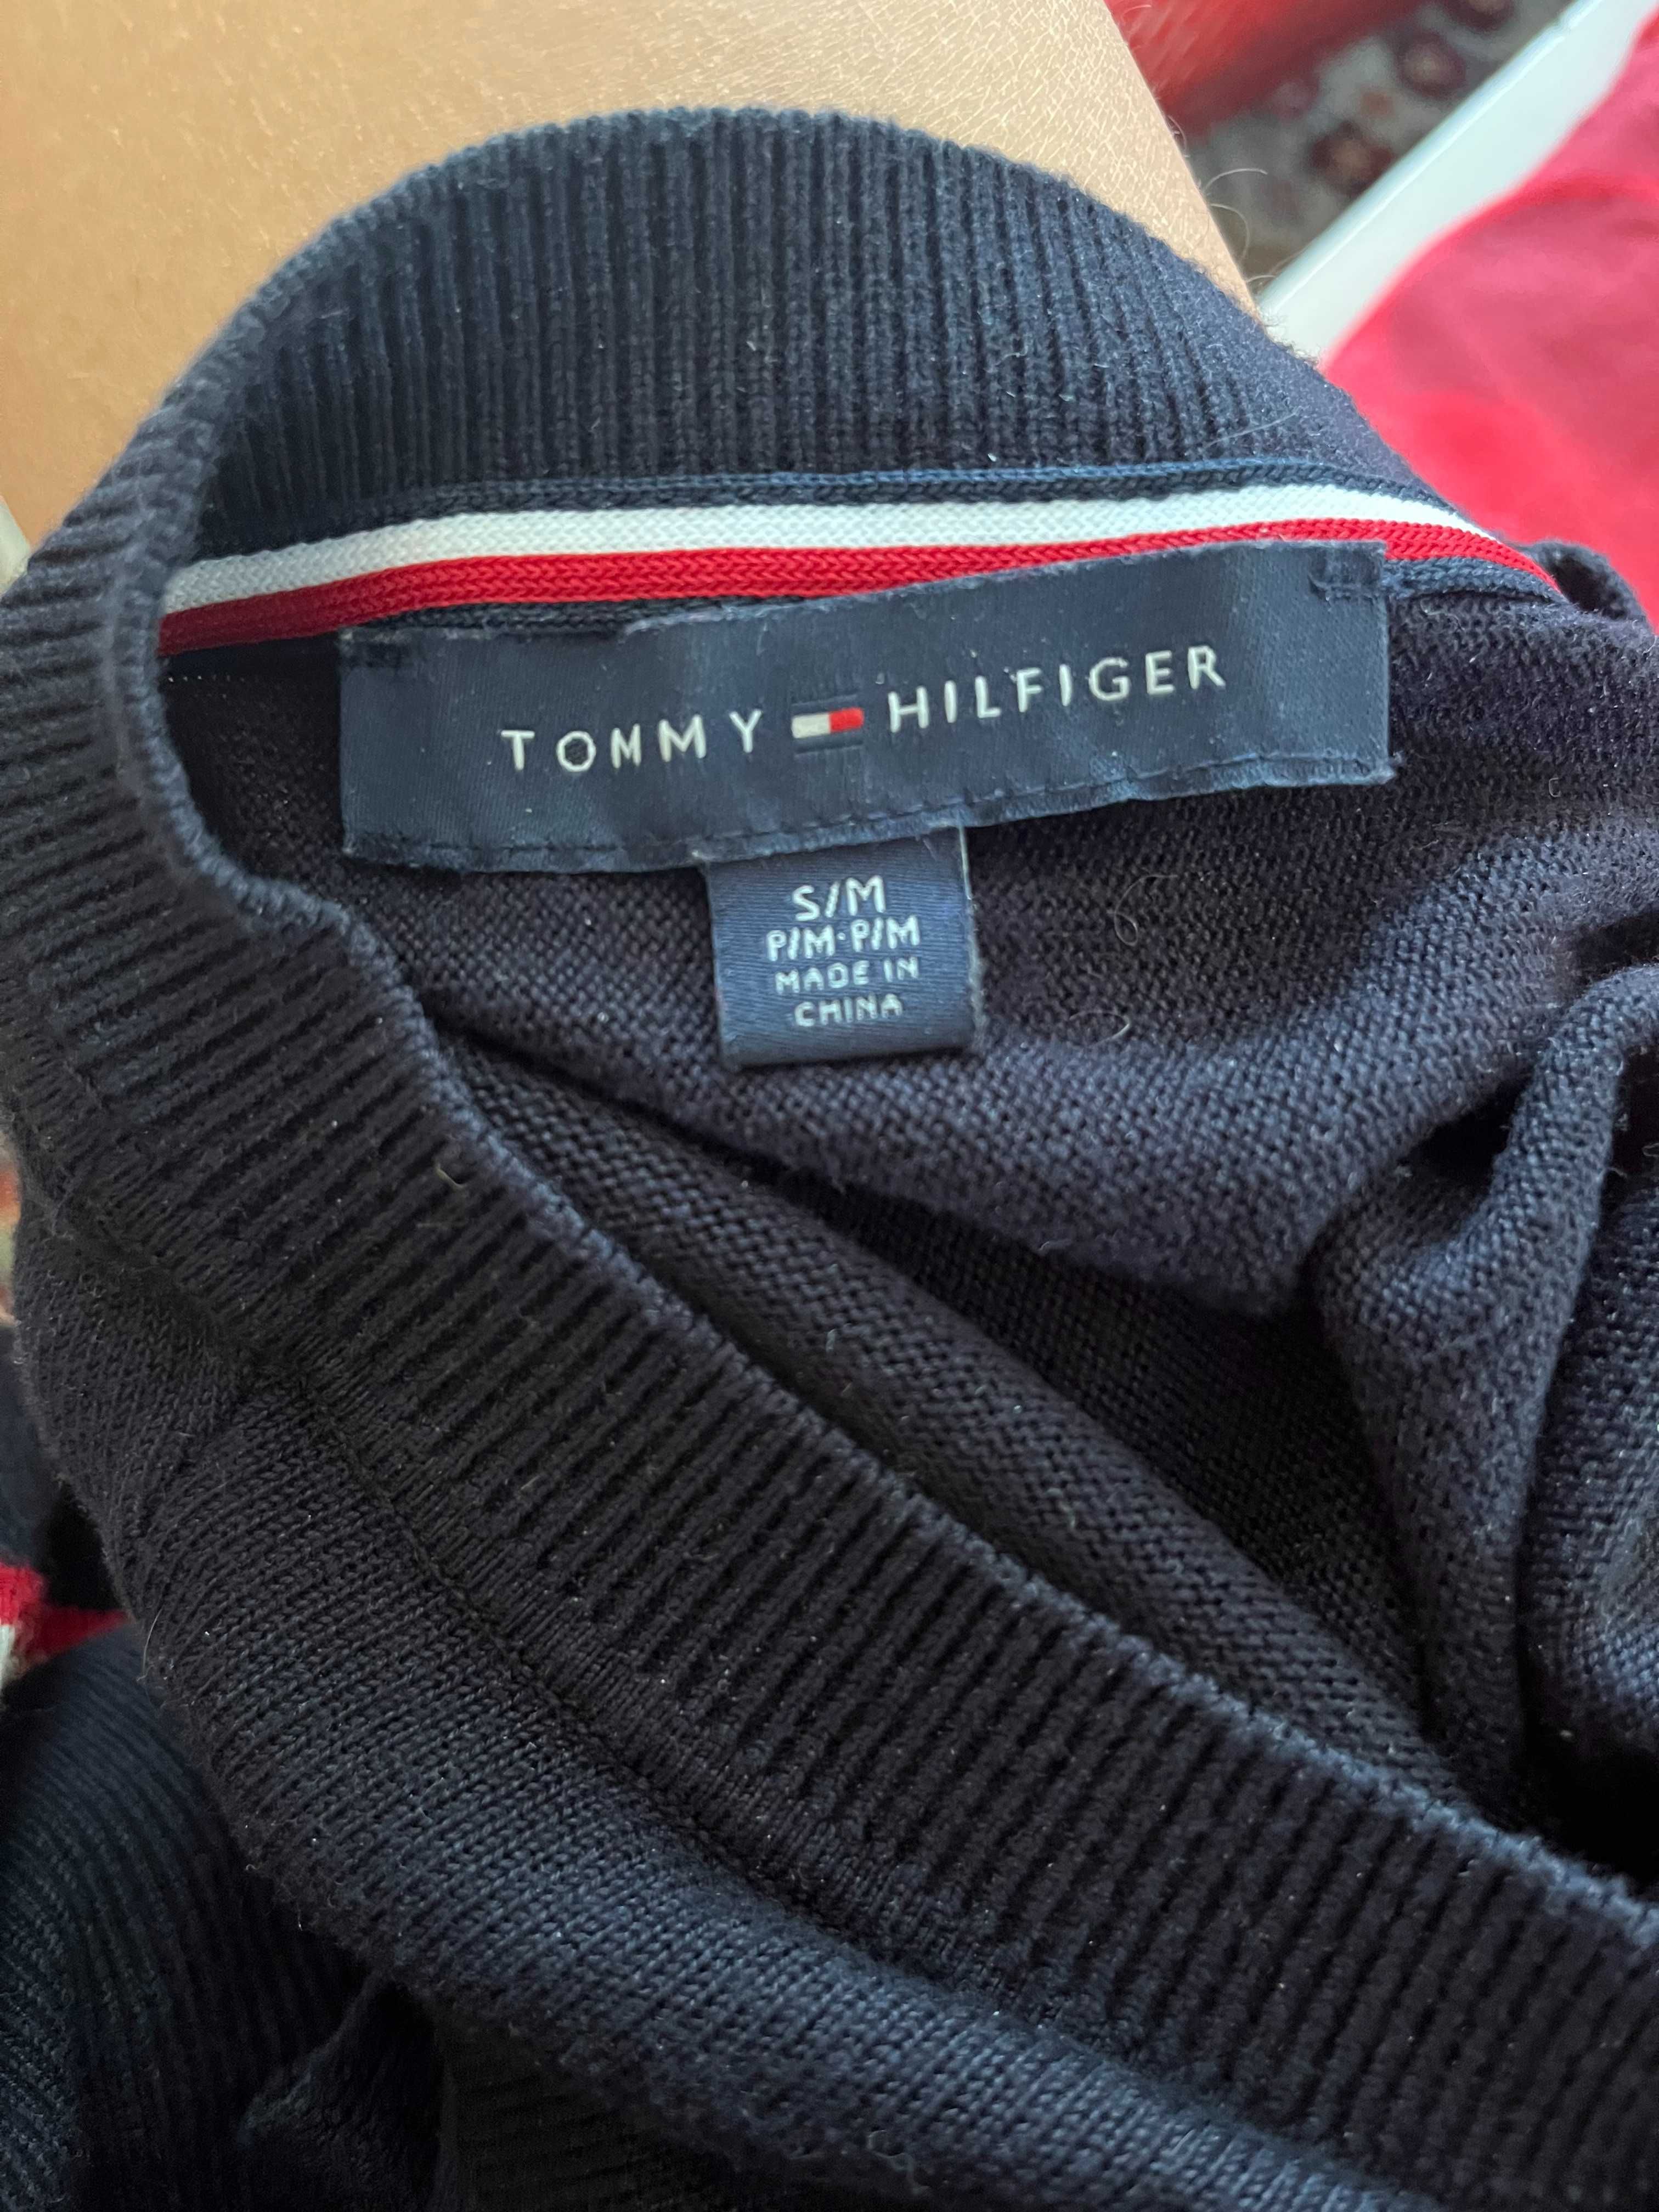 TOMMY HILFIGER
S/M
P/M·P/M
MADE IN
CHINA